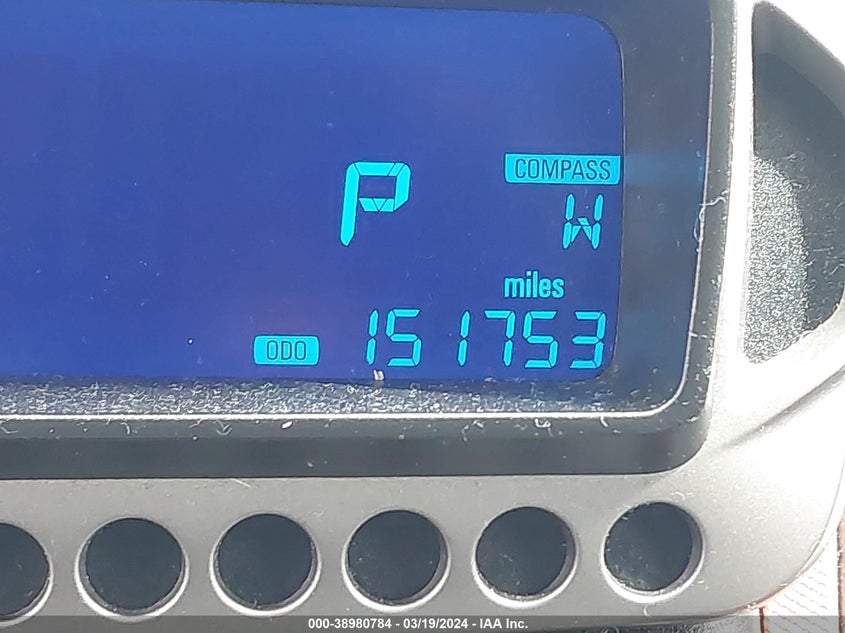 P
COMPASS
W
miles
ODO 151753
000-38980784 - 03/19/2024 - IAA Inc.